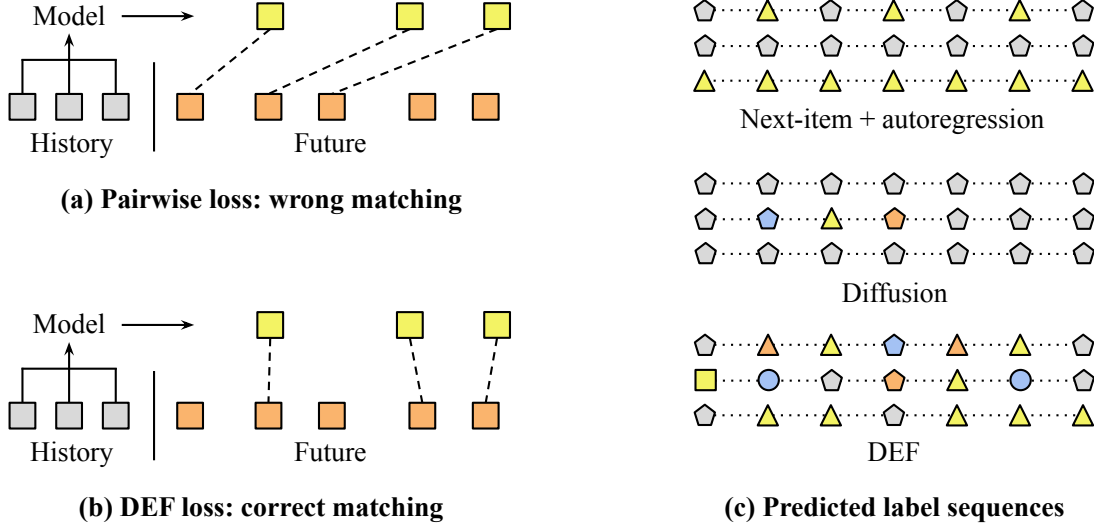 Model
History
Future
(a) Pairwise loss: wrong matching
Model
History
Future
(b) DEF loss: correct matching
Next-item + autoregression
Diffusion
DEF
(c) Predicted label sequences